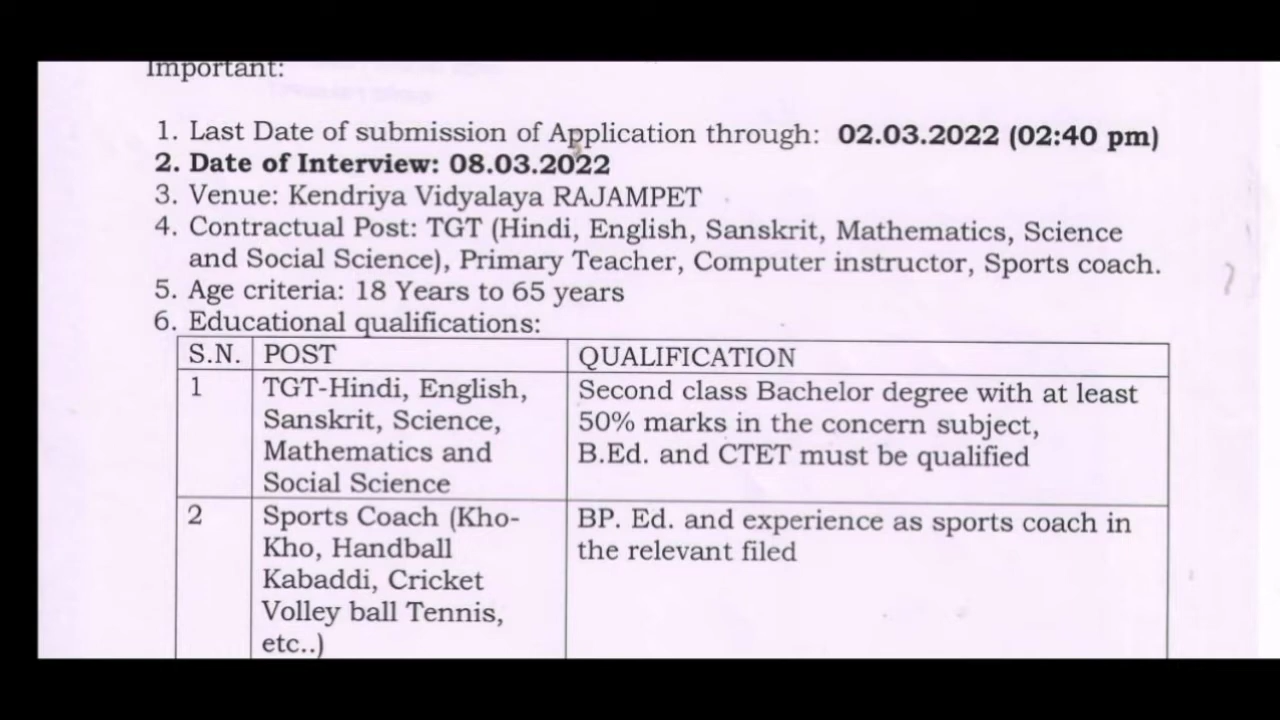 Important:
1. Last Date of submission of Application through: 02.03.2022 (02:40 pm)
2. Date of Interview: 08.03.2022
3. Venue: Kendriya Vidyalaya RAJAMPET
4. Contractual Post: TGT (Hindi, English, Sanskrit, Mathematics, Science
and Social Science), Primary Teacher, Computer instructor, Sports coach.
5. Age criteria: 18 Years to 65 years
6. Educational qualifications:
S.N. POST QUALIFICATION
1 TGT-Hindi, English, Second class Bachelor degree with at least
Sanskrit, Science, 50% marks in the concern subject,
Mathematics and B.Ed. and CTET must be qualified
Social Science
2 Sports Coach (Kho- BP. Ed. and experience as sports coach in
Kho, Handball the relevant filed
Kabaddi, Cricket
Volley ball Tennis,
etc..)